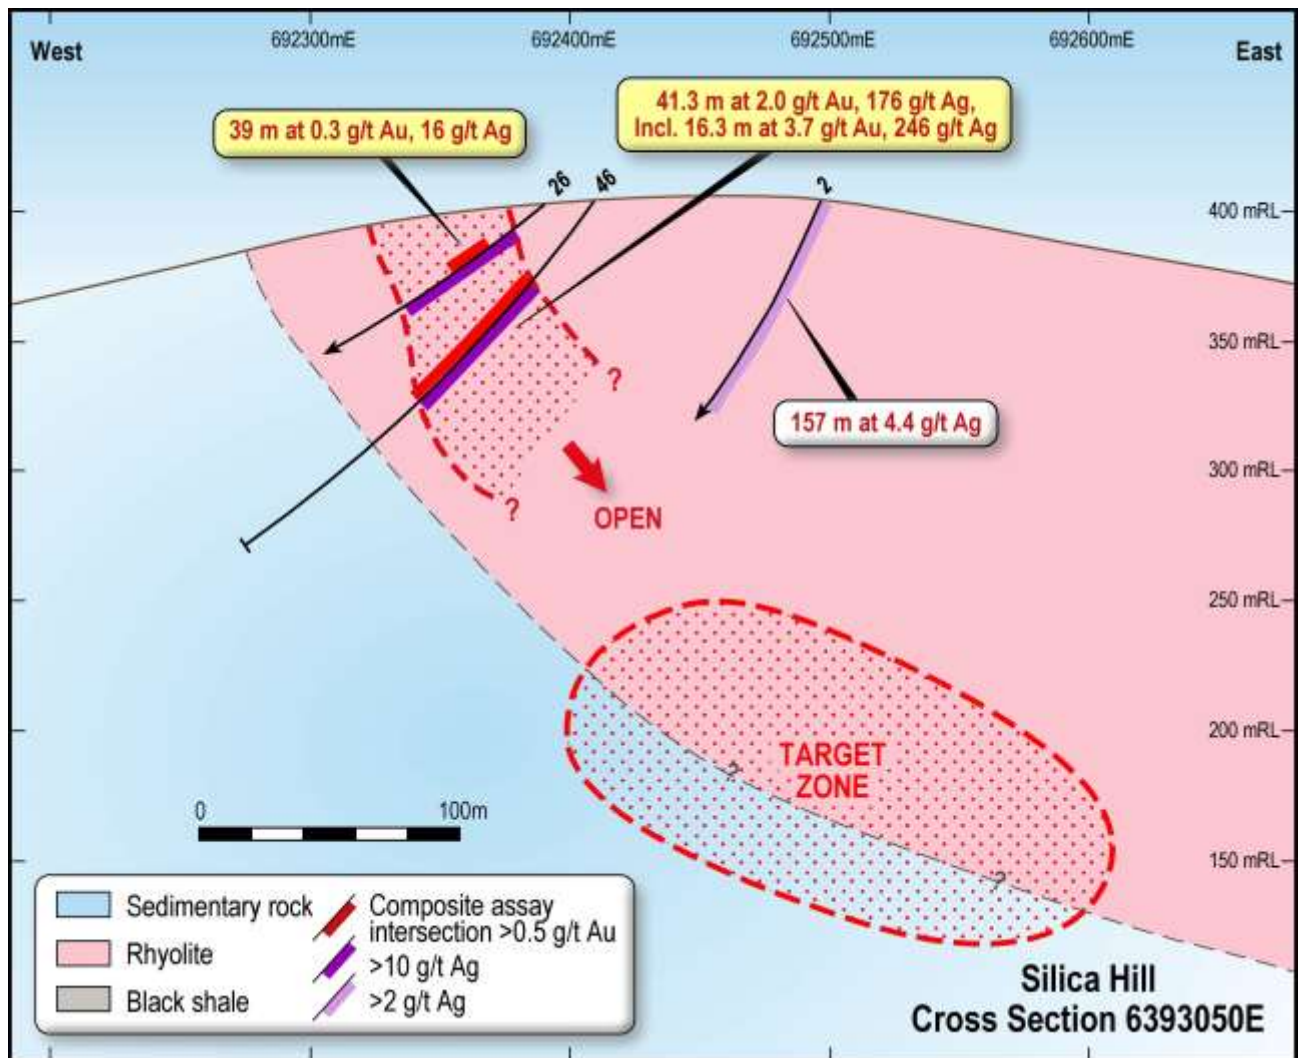 West
692300mE
692400mE
692500mE
692600mE
East
39 m at 0.3 g/t Au, 16 g/t Ag
41.3 m at 2.0 g/t Au, 176 g/t Ag,
Incl. 16.3 m at 3.7 g/t Au, 246 g/t Ag
26
46
2
400 mRL
350 mRL
?
157 m at 4.4 g/t Ag
300 mRL
?
OPEN
250 mRL
200 mRL
TARGET
ZONE
?
0
100m
150 mRL
?
Sedimentary rock
Rhyolite
Black shale
Composite assay
intersection >0.5 g/t Au
>10 g/t Ag
>2 g/t Ag
Silica Hill
Cross Section 6393050E